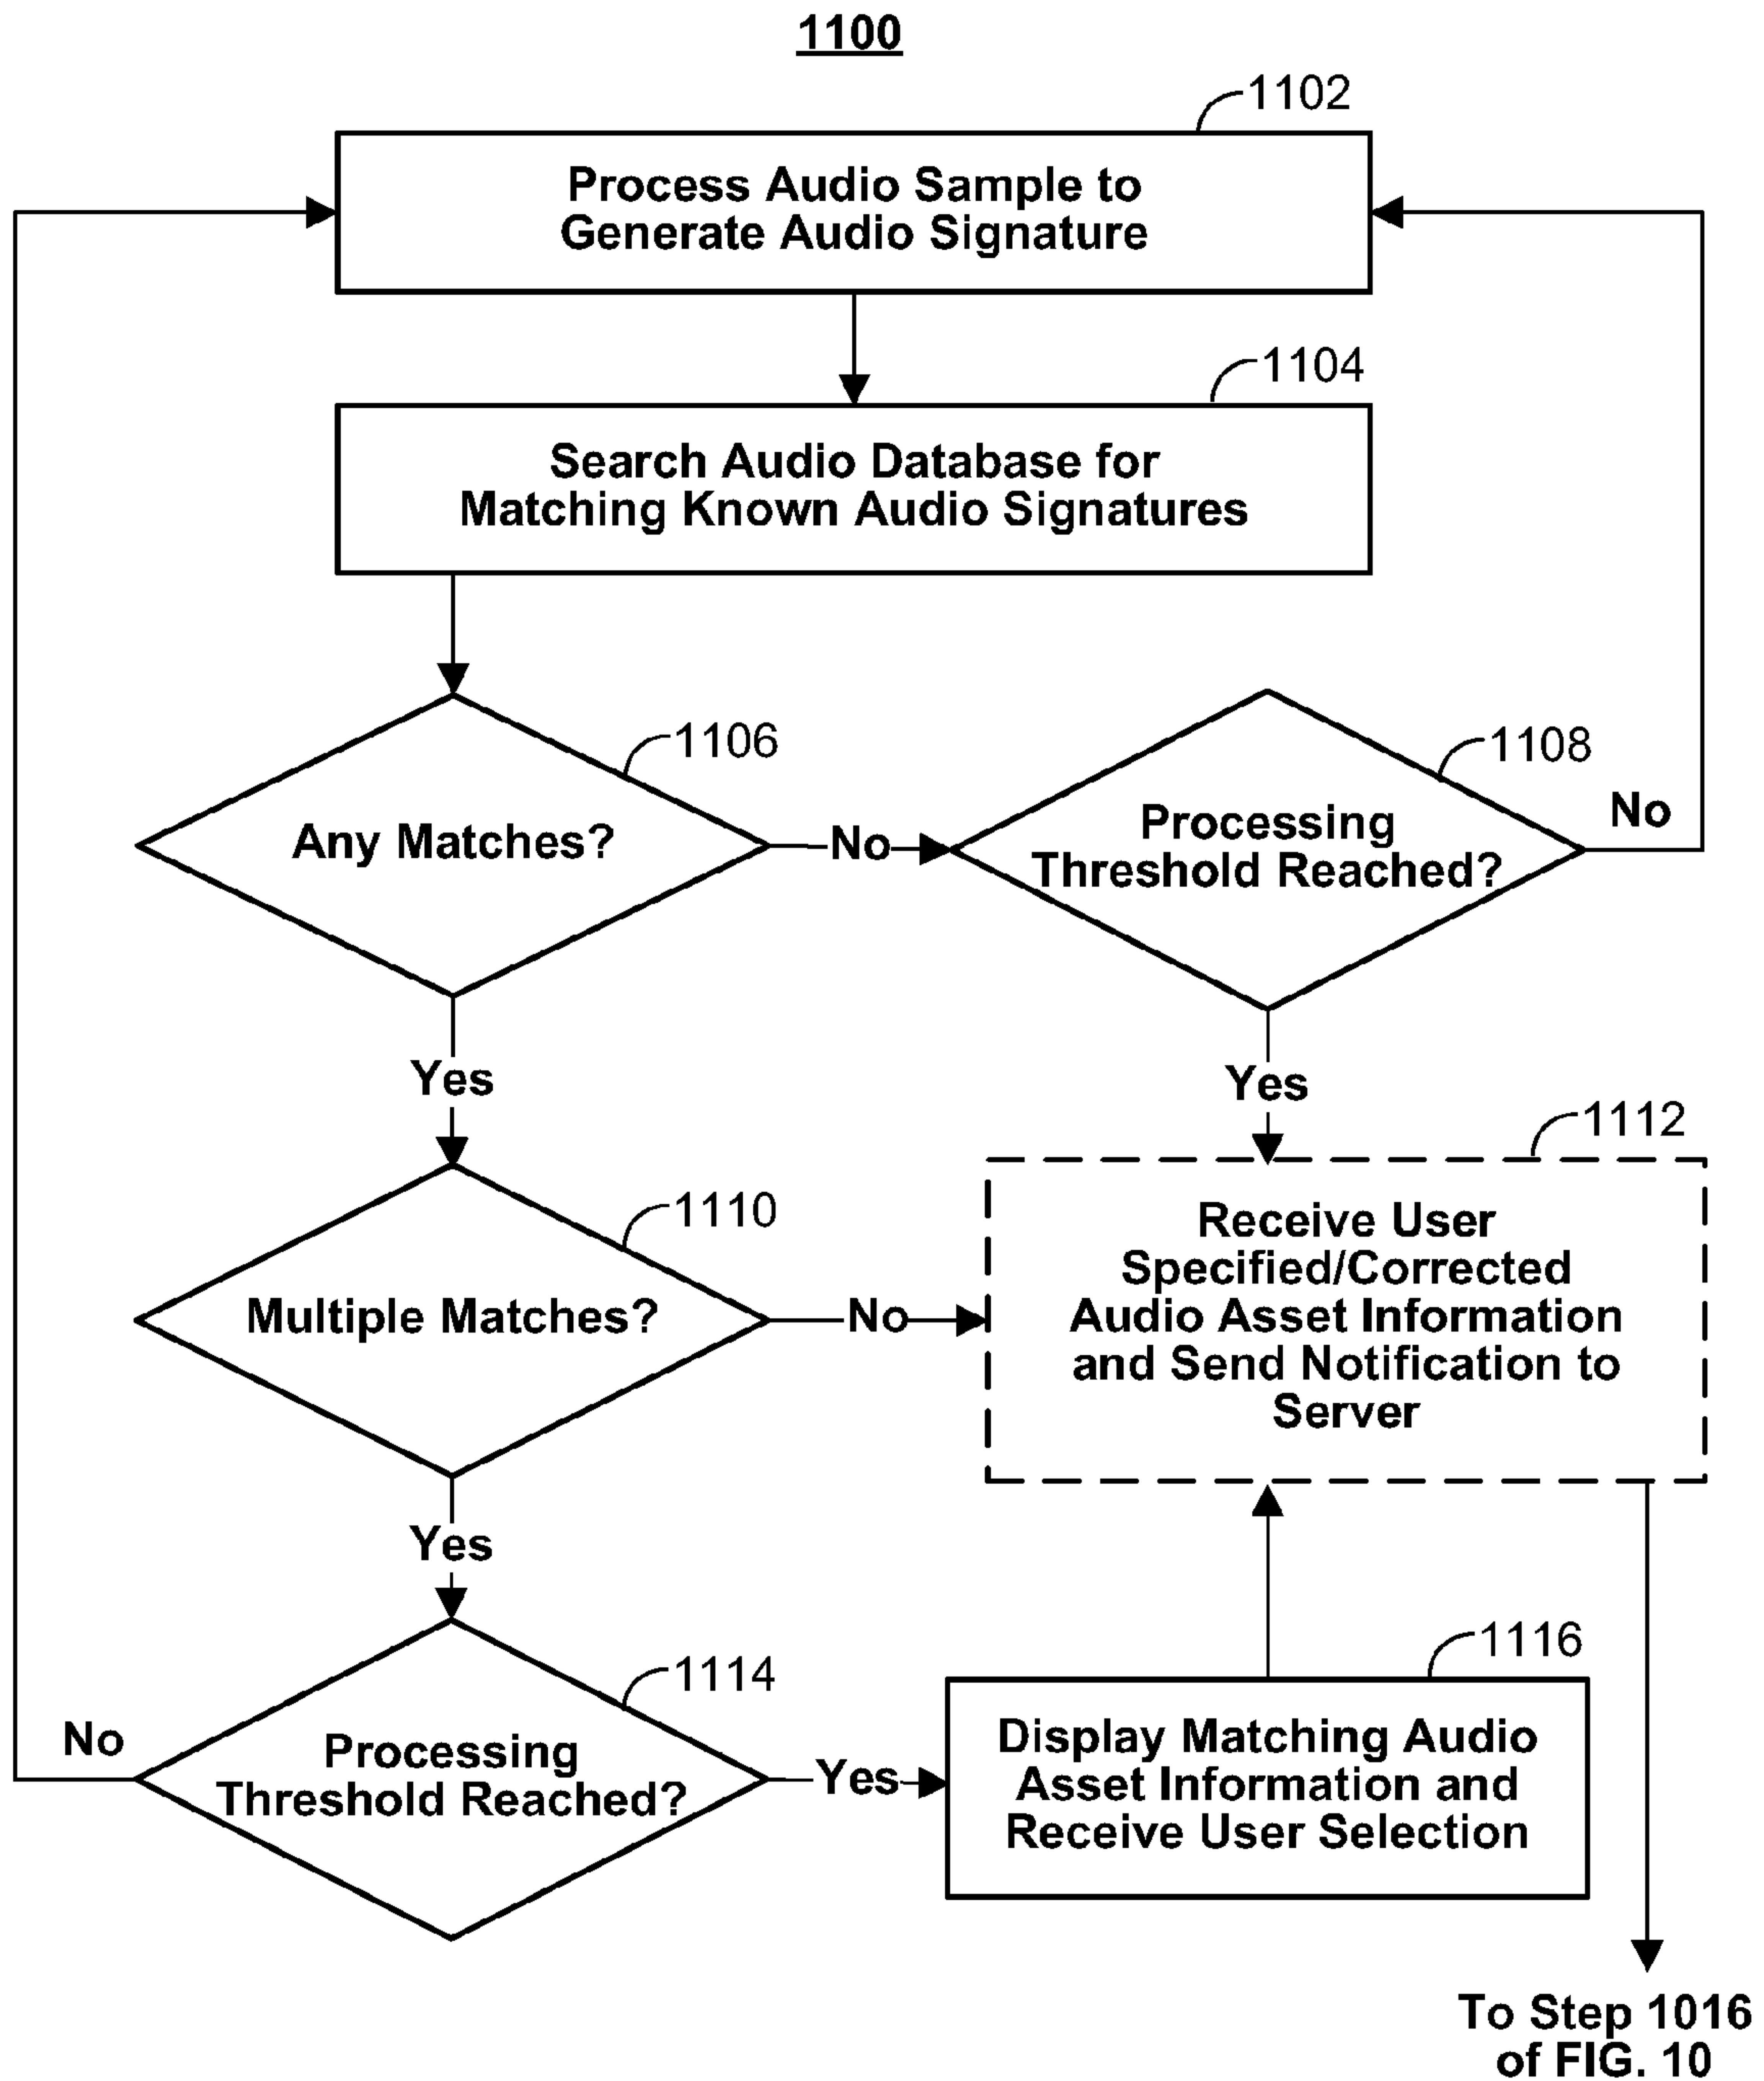 1100
1102
Process Audio Sample to
Generate Audio Signature
1104
Search Audio Database for
Matching Known Audio Signatures
1106
Any Matches?
No
1108
Processing
Threshold Reached?
No
Yes
Yes
1110
Multiple Matches?
No
1112
Receive User
Specified/Corrected
Audio Asset Information
and Send Notification to
Server
Yes
1114
Processing
Threshold Reached?
No
Yes
1116
Display Matching Audio
Asset Information and
Receive User Selection
To Step 1016
of FIG. 10